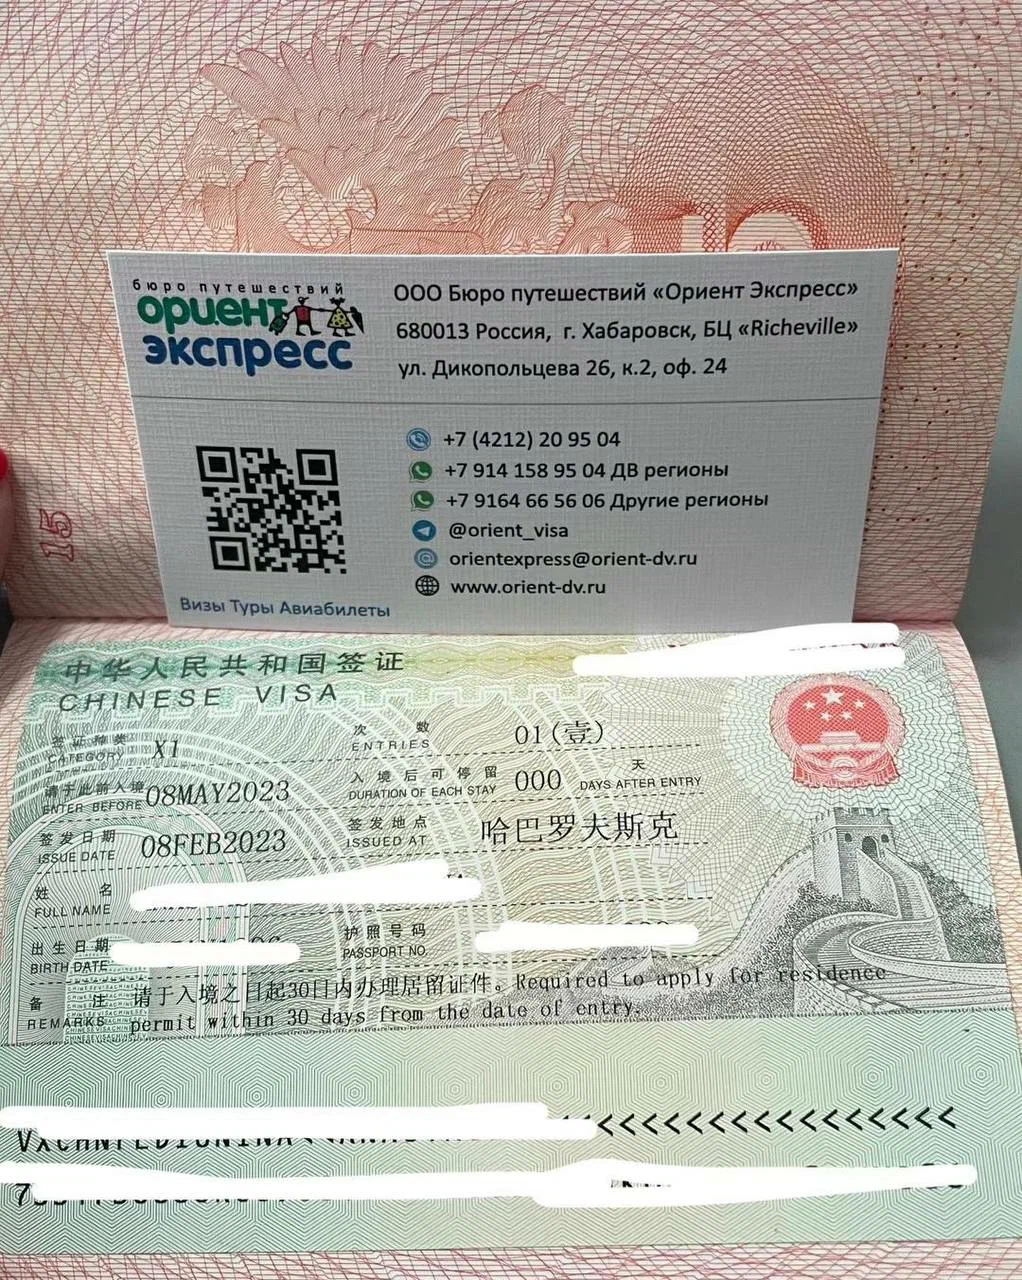 15
бюро путешествий
ориент
экспресс
ООО Бюро путешествий «Ориент Экспресс»
680013 Россия, г. Хабаровск, БЦ «Richeville»
ул. Дикопольцева 26, к.2, оф. 24
+7 (4212) 20 95 04
+7 914 158 95 04 ДВ регионы
+7 9164 66 56 06 Другие регионы
@orient_visa
orientexpress@orient-dv.ru
www.orient-dv.ru
Визы Туры Авиабилеты
中华人民共和国签证
CHINESE VISA
签证种类 X1 次数 01(壹)
CATEGORY ENTRIES
请于此前入境 08MAY2023 入境后可停留 000 天
ENTER BEFORE DURATION OF EACH STAY DAYS AFTER ENTRY
签发日期 08FEB2023 签发地点 哈巴罗夫斯克
ISSUE DATE ISSUED AT
姓名
FULL NAME
出生日期 护照号码
BIRTH DATE PASSPORT NO.
备注 请于入境之日起30日内办理居留证件。Required to apply for residence
REMARKS permit within 30 days from the date of entry.
<<<<<<<<<<<<<<<<<